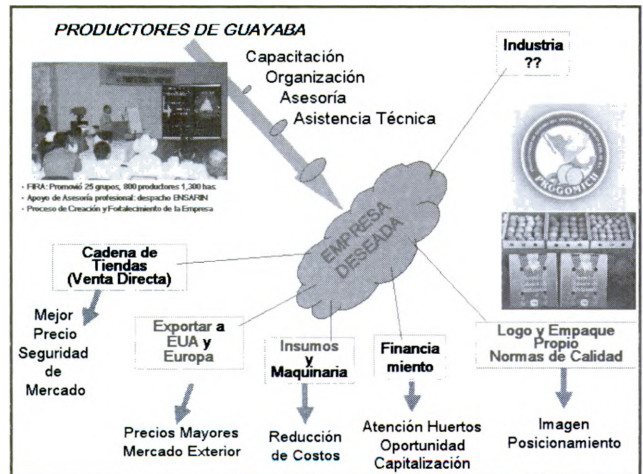 PRODUCTORES DE GUAYABA
Capacitación
Organización
Asesoría
Asistencia Técnica
Industria
??
PROGOMICH
- FIRA: Promovió 25 grupos, 800 productores 1,300 has.
- Apoyo de Asesoría profesional: despacho ENSAFIN
- Proceso de Creación y Fortalecimiento de la Empresa
EMPRESA
DESEADA
Cadena de
Tiendas
(Venta Directa)
Mejor
Precio
Seguridad
de
Mercado
Exportar a
EUA y
Europa
Precios Mayores
Mercado Exterior
Insumos
y
Maquinaria
Reducción
de Costos
Financia
miento
Atención Huertos
Oportunidad
Capitalización
Logo y Empaque
Propio
Normas de Calidad
Imagen
Posicionamiento